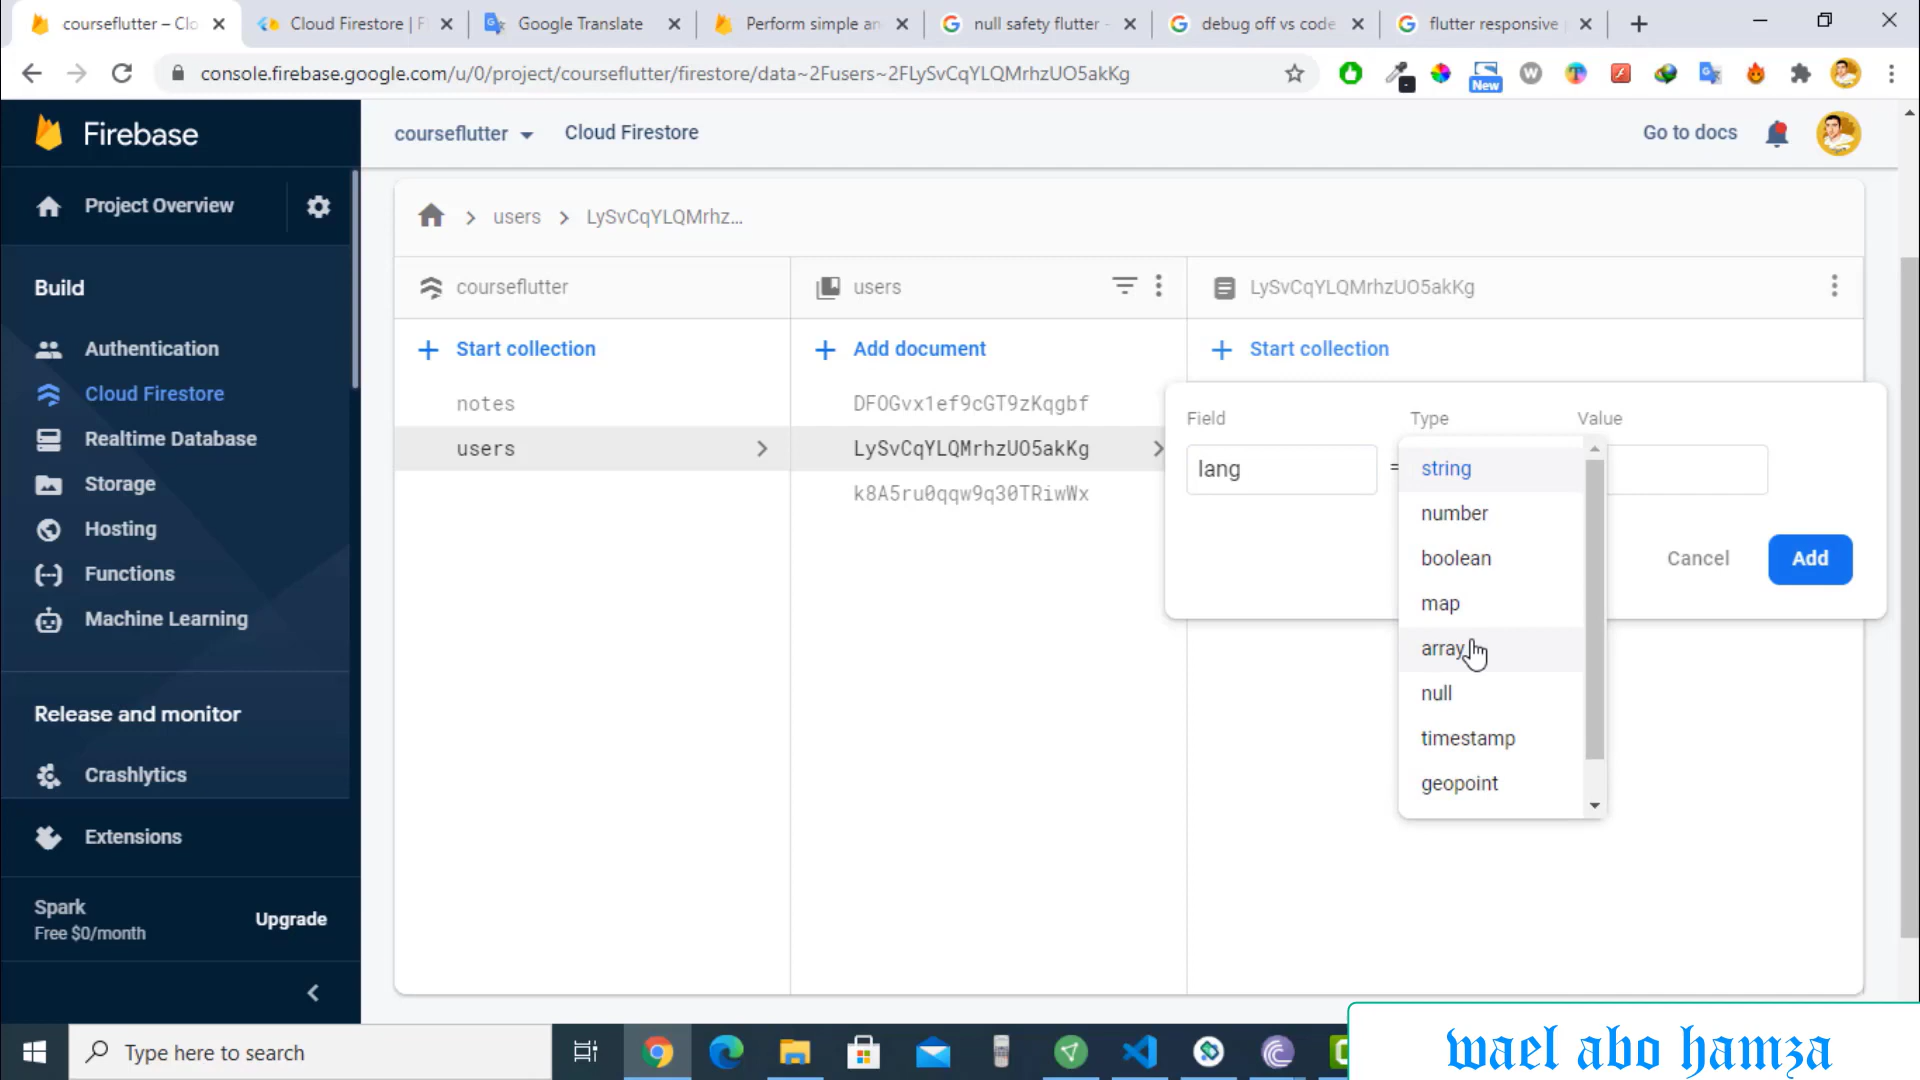 courseflutter – Clo
Cloud Firestore | F
Google Translate
Perform simple an
null safety flutter -
debug off vs code
flutter responsive
console.firebase.google.com/u/0/project/courseflutter/firestore/data~2Fusers~2FLySvCqYLQMrhzUO5akKg
New
Firebase
courseflutter
Cloud Firestore
Go to docs
Project Overview
users
LySvCqYLQMrhz...
Build
courseflutter
users
LySvCqYLQMrhzUO5akKg
Authentication
Start collection
Add document
Start collection
Cloud Firestore
notes
DFOGvx1ef9cGT9zKqgbf
Field
Type
Value
Realtime Database
users
LySvCqYLQMrhzUO5akKg
lang
=
string
Storage
k8A5ru0qqw9q30TRiwWx
number
Hosting
boolean
Cancel
Add
Functions
map
Machine Learning
array
null
Release and monitor
timestamp
Crashlytics
geopoint
Extensions
Spark
Free $0/month
Upgrade
Type here to search
wael abo hamza